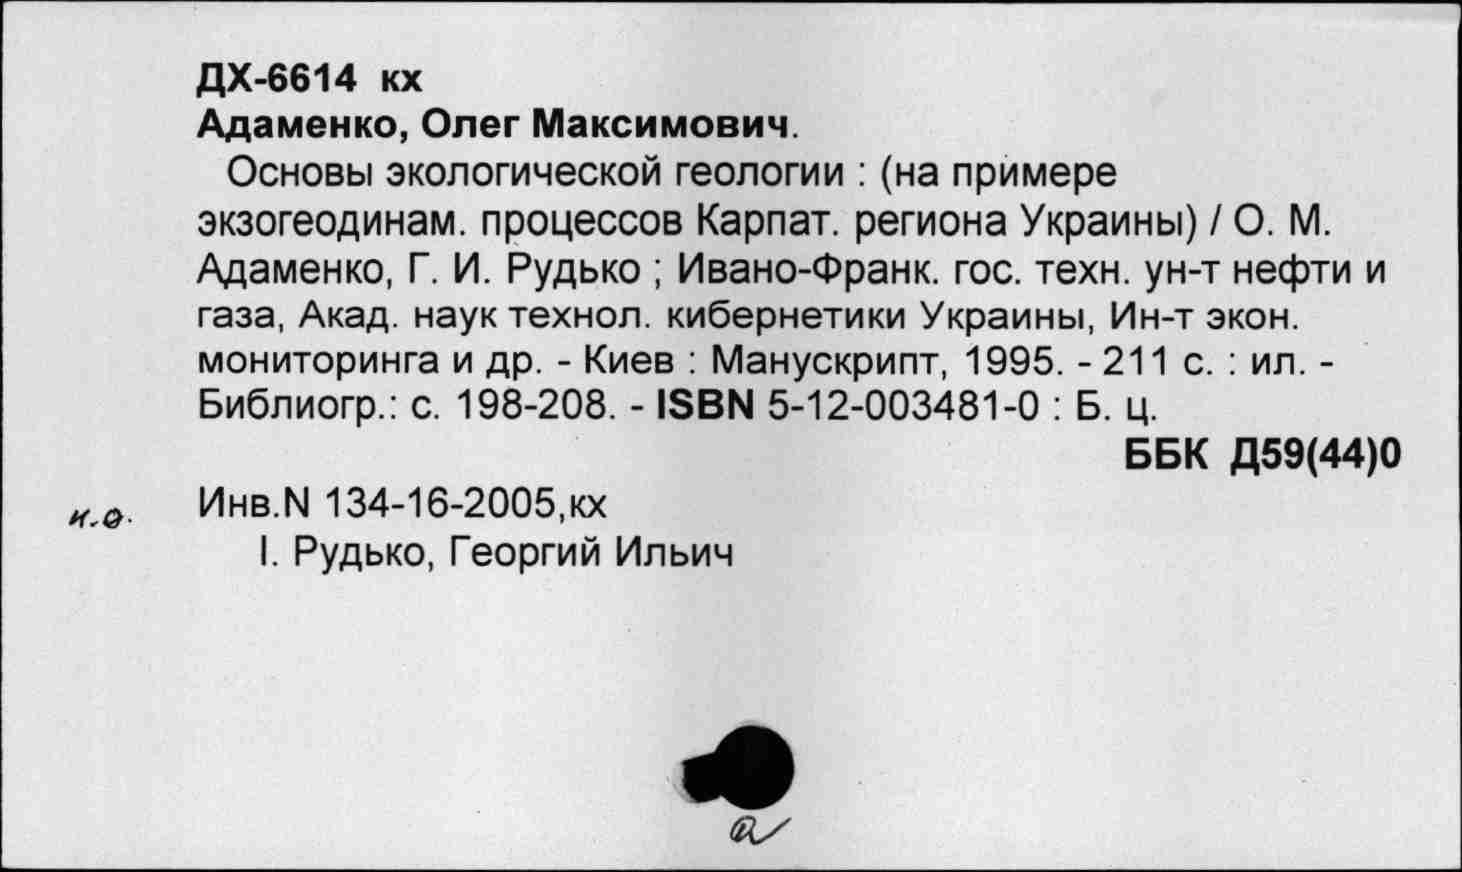 ДХ-6614 кх
Адаменко, Олег Максимович.
Основы экологической геологии : (на примере
экзогеодинам. процессов Карпат. региона Украины) / О. М.
Адаменко, Г. И. Рудько ; Ивано-Франк. гос. техн. ун-т нефти и
газа, Акад. наук технол. кибернетики Украины, Ин-т экон.
мониторинга и др. - Киев : Манускрипт, 1995. - 211 с. : ил. -
Библиогр.: с. 198-208. - ISBN 5-12-003481-0 : Б. ц.
ББК Д59(44)0
Инв.N 134-16-2005,кх
к.о.
I. Рудько, Георгий Ильич